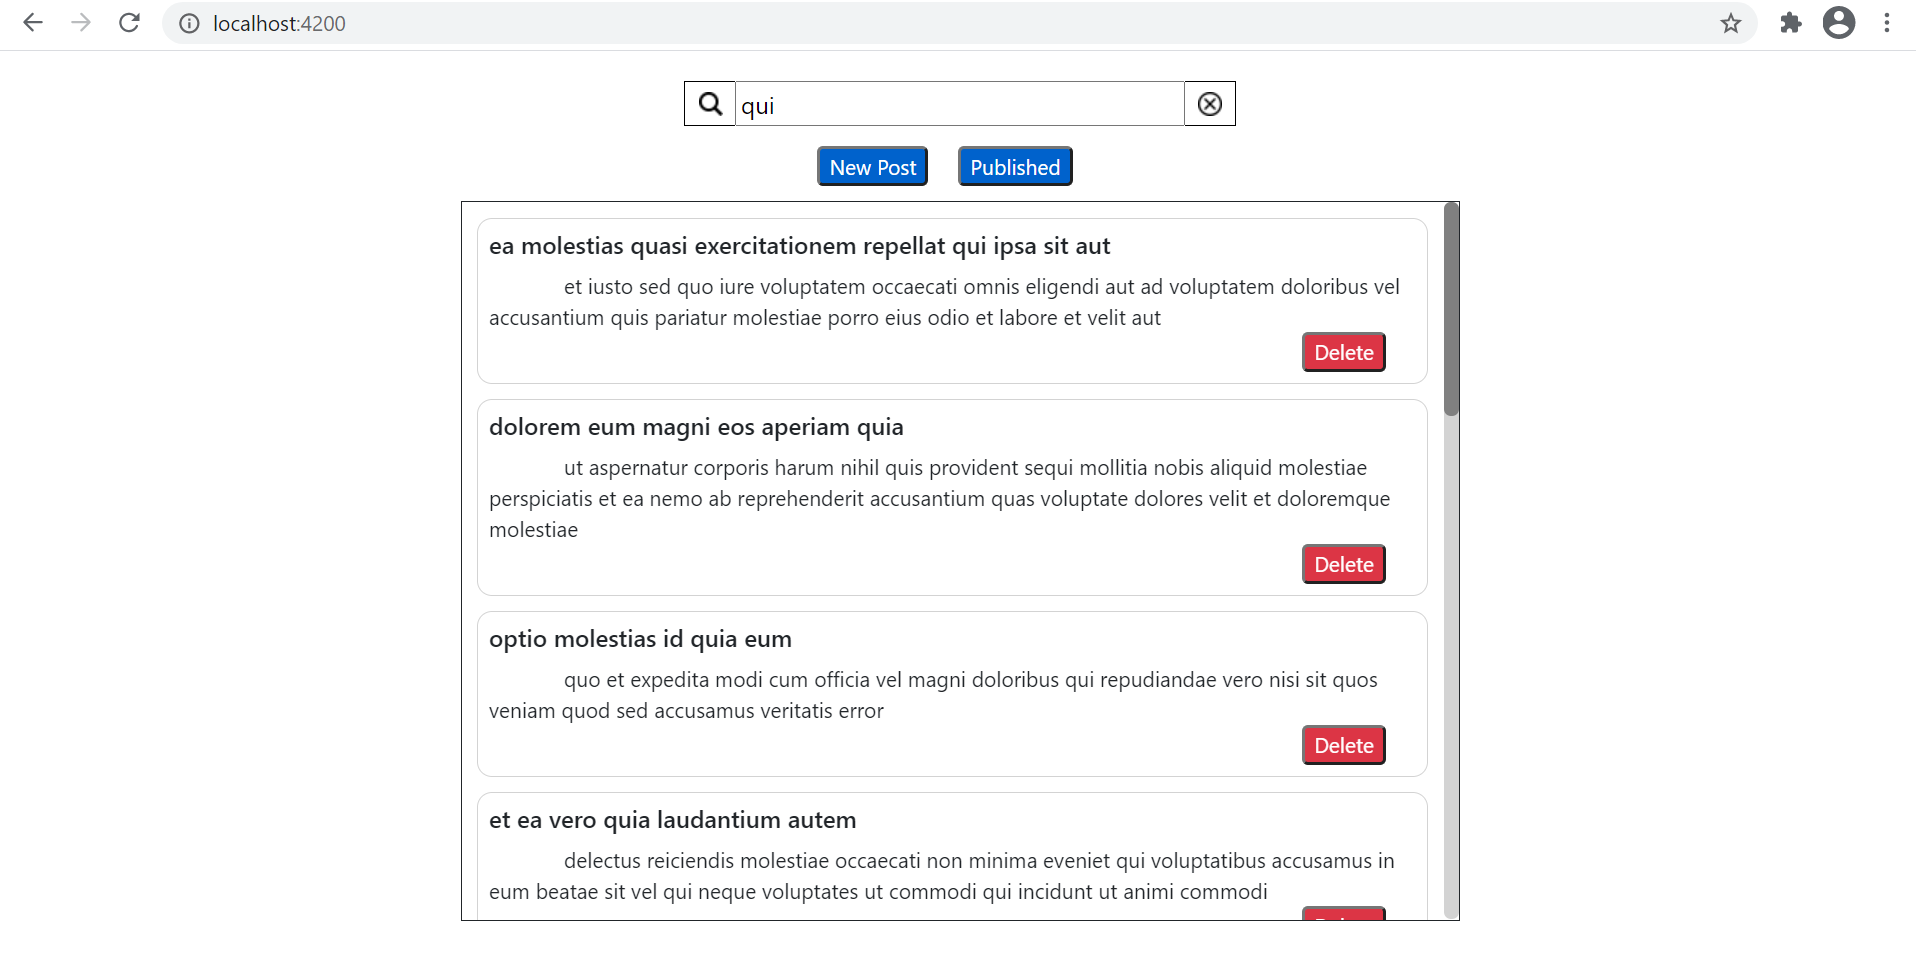 localhost:4200
qui
New Post Published
ea molestias quasi exercitationem repellat qui ipsa sit aut
et iusto sed quo iure voluptatem occaecati omnis eligendi aut ad voluptatem doloribus vel
accusantium quis pariatur molestiae porro eius odio et labore et velit aut
Delete
dolorem eum magni eos aperiam quia
ut aspernatur corporis harum nihil quis provident sequi mollitia nobis aliquid molestiae
perspiciatis et ea nemo ab reprehenderit accusantium quas voluptate dolores velit et doloremque
molestiae
Delete
optio molestias id quia eum
quo et expedita modi cum officia vel magni doloribus qui repudiandae vero nisi sit quos
veniam quod sed accusamus veritatis error
Delete
et ea vero quia laudantium autem
delectus reiciendis molestiae occaecati non minima eveniet qui voluptatibus accusamus in
eum beatae sit vel qui neque voluptates ut commodi qui incidunt ut animi commodi